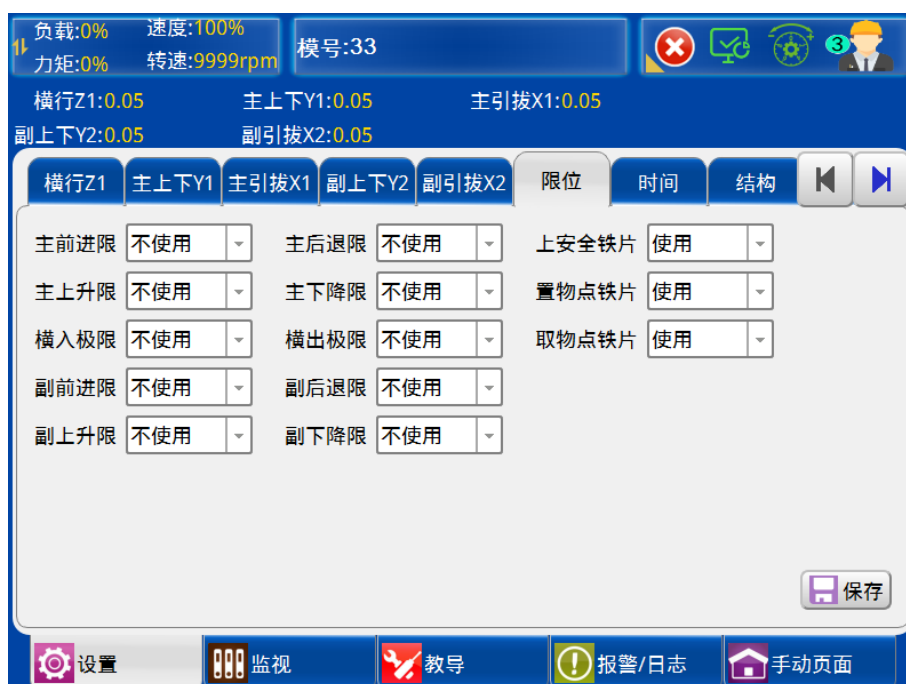 负载:0% 速度:100%
模号:33
力矩:0% 转速:9999rpm
3
横行Z1:0.05 主上下Y1:0.05 主引拔X1:0.05
副上下Y2:0.05 副引拔X2:0.05
横行Z1 主上下Y1 主引拔X1 副上下Y2 副引拔X2 限位 时间 结构
主前进限 不使用 主后退限 不使用 上安全铁片 使用
主上升限 不使用 主下降限 不使用 置物点铁片 使用
横入极限 不使用 横出极限 不使用 取物点铁片 使用
副前进限 不使用 副后退限 不使用
副上升限 不使用 副下降限 不使用
保存
设置 监视 教导 报警/日志 手动页面